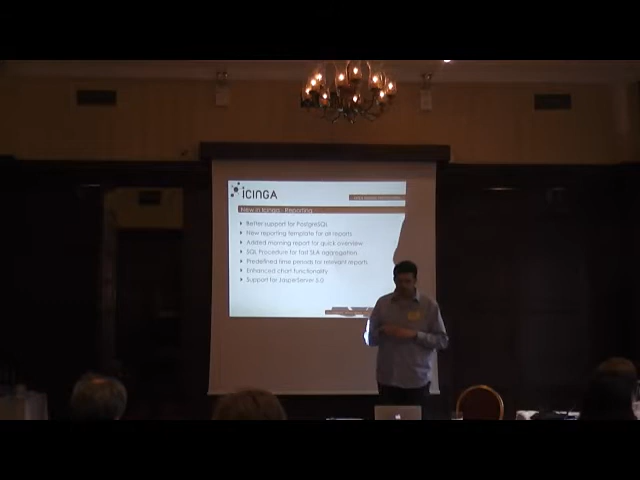 ICINGA
New in Icinga - Reporting
Better support for PostgreSQL
New reporting template for all reports
Added morning report for quick overview
SQL Procedure for fast SLA aggregation
Predefined time periods for relevant reports
Enhanced chart functionality
Support for JasperServer 5.0